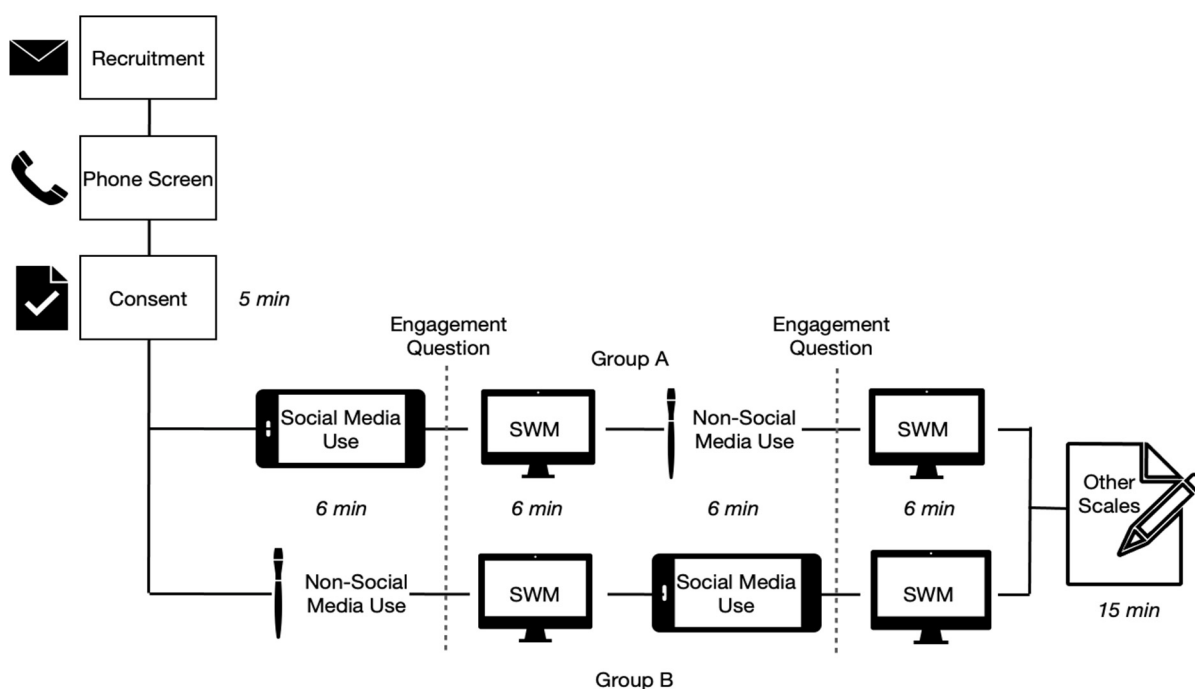 Recruitment
Phone Screen
Consent
5 min
Engagement
Question
Group A
Engagement
Question
Social Media
Use
SWM
Non-Social
Media Use
SWM
6 min
6 min
6 min
6 min
Other
Scales
15 min
Non-Social
Media Use
SWM
Social Media
Use
SWM
Group B